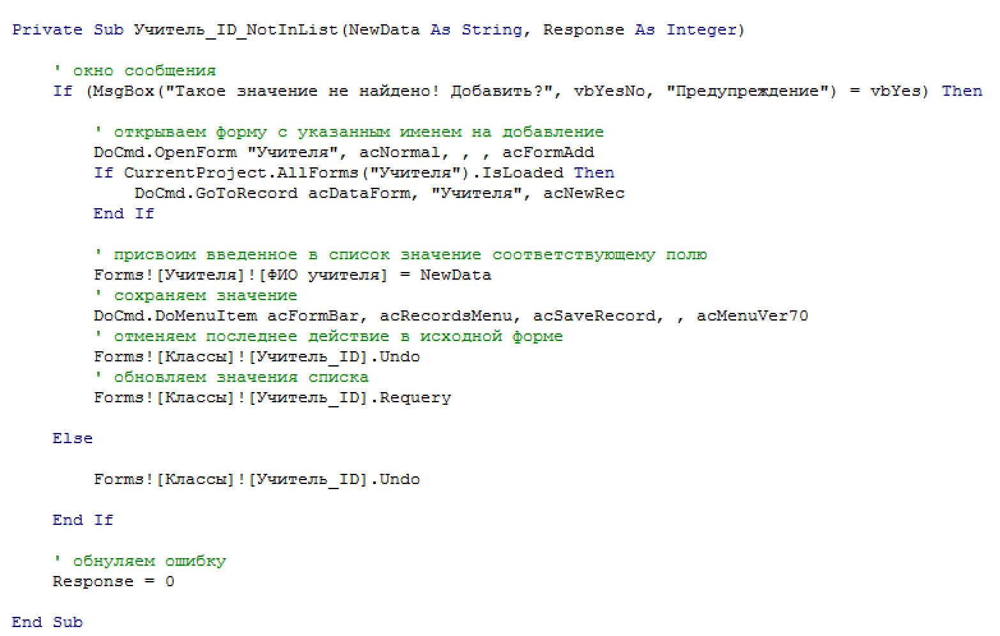 Private Sub Учитель_ID_NotInList(NewData As String, Response As Integer)
' окно сообщения
If (MsgBox("Такое значение не найдено! Добавить?", vbYesNo, "Предупреждение") = vbYes) Then
' открываем форму с указанным именем на добавление
DoCmd.OpenForm "Учителя", acNormal, , , acFormAdd
If CurrentProject.AllForms("Учителя").IsLoaded Then
DoCmd.GoToRecord acDataForm, "Учителя", acNewRec
End If
' присвоим введенное в список значение соответствующему полю
Forms![Учителя]![ФИО учителя] = NewData
' сохраняем значение
DoCmd.DoMenuItem acFormBar, acRecordsMenu, acSaveRecord, , acMenuVer70
' отменяем последнее действие в исходной форме
Forms![Классы]![Учитель_ID].Undo
' обновляем значения списка
Forms![Классы]![Учитель_ID].Requery
Else
Forms![Классы]![Учитель_ID].Undo
End If
' обнуляем ошибку
Response = 0
End Sub